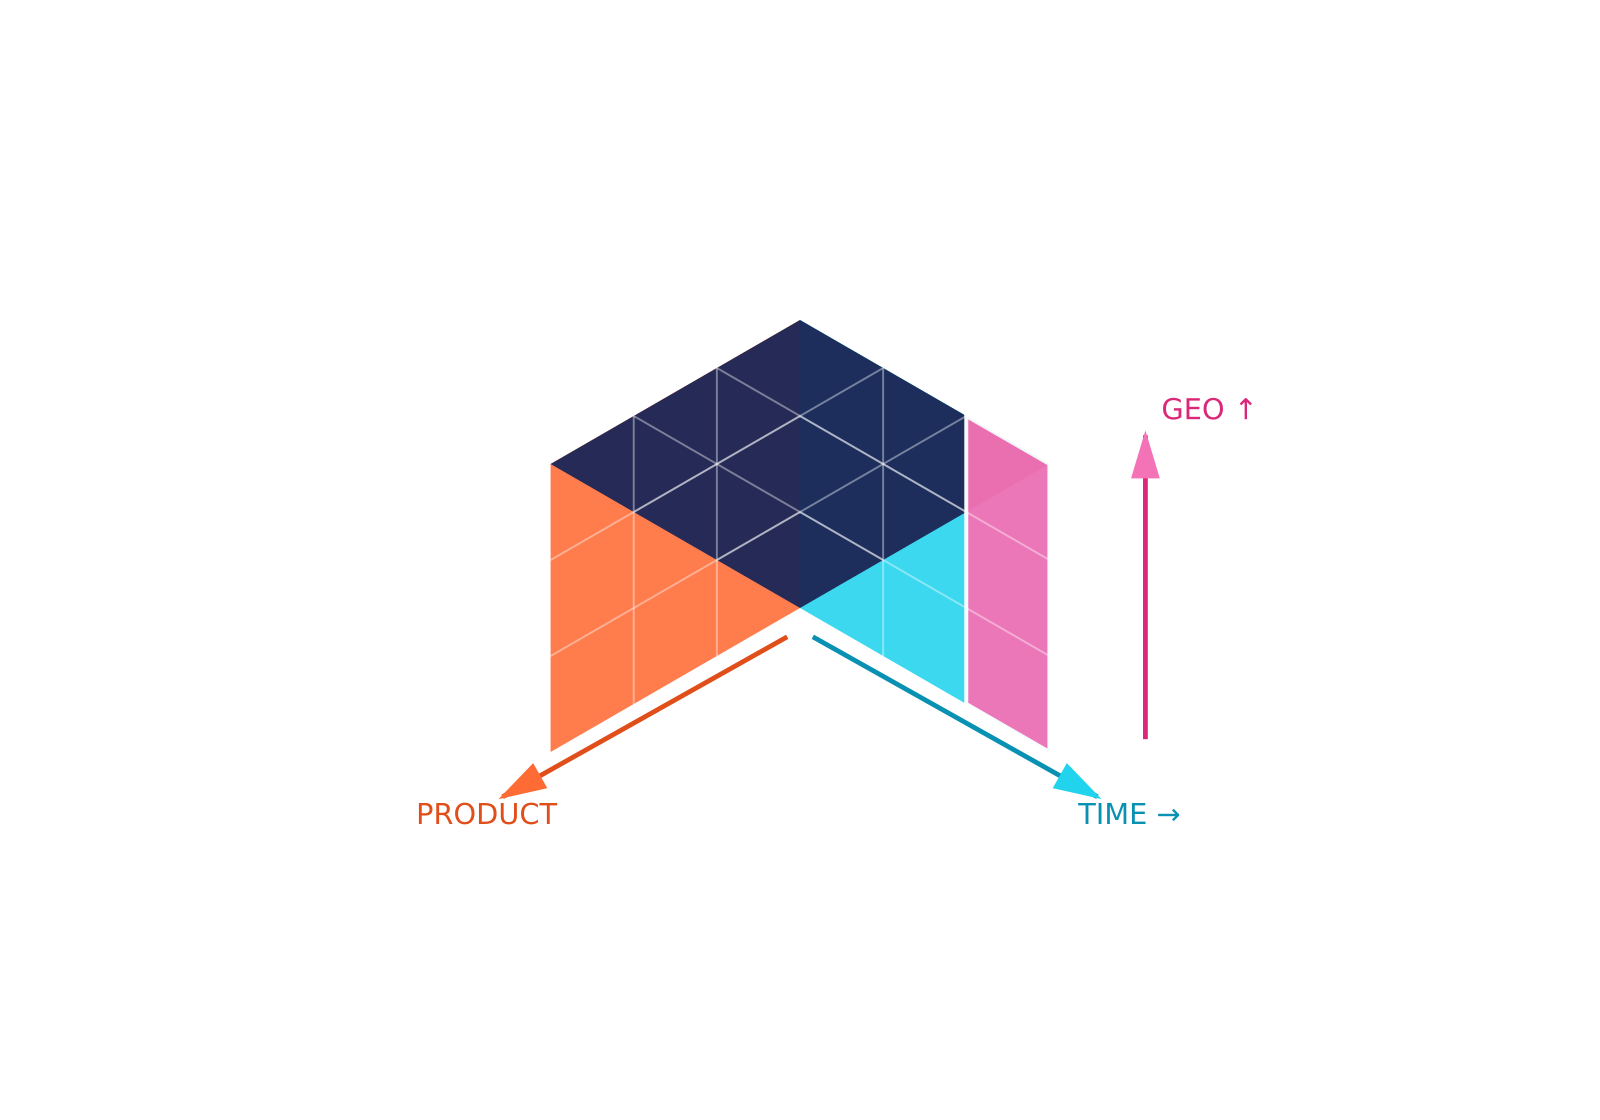 GEO ↑
PRODUCT
TIME →